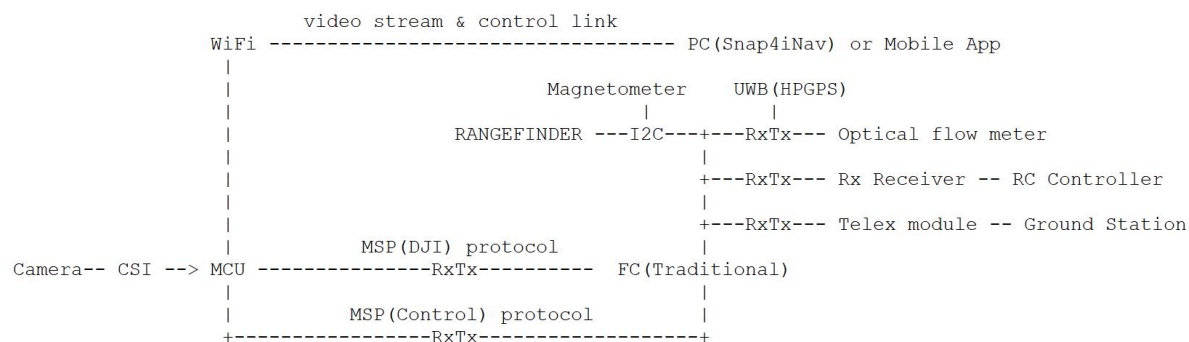 video stream & control link
WiFi ----------------------------------- PC(Snap4iNav) or Mobile App
Magnetometer UWB(HPGPS)
RANGEFINDER ---I2C---+---RxTx--- Optical flow meter
+---RxTx--- Rx Receiver -- RC Controller
+---RxTx--- Telex module -- Ground Station
MSP(DJI) protocol
Camera-- CSI --> MCU ---------------RxTx---------- FC(Traditional)
MSP(Control) protocol
+-----------------RxTx-------------------+